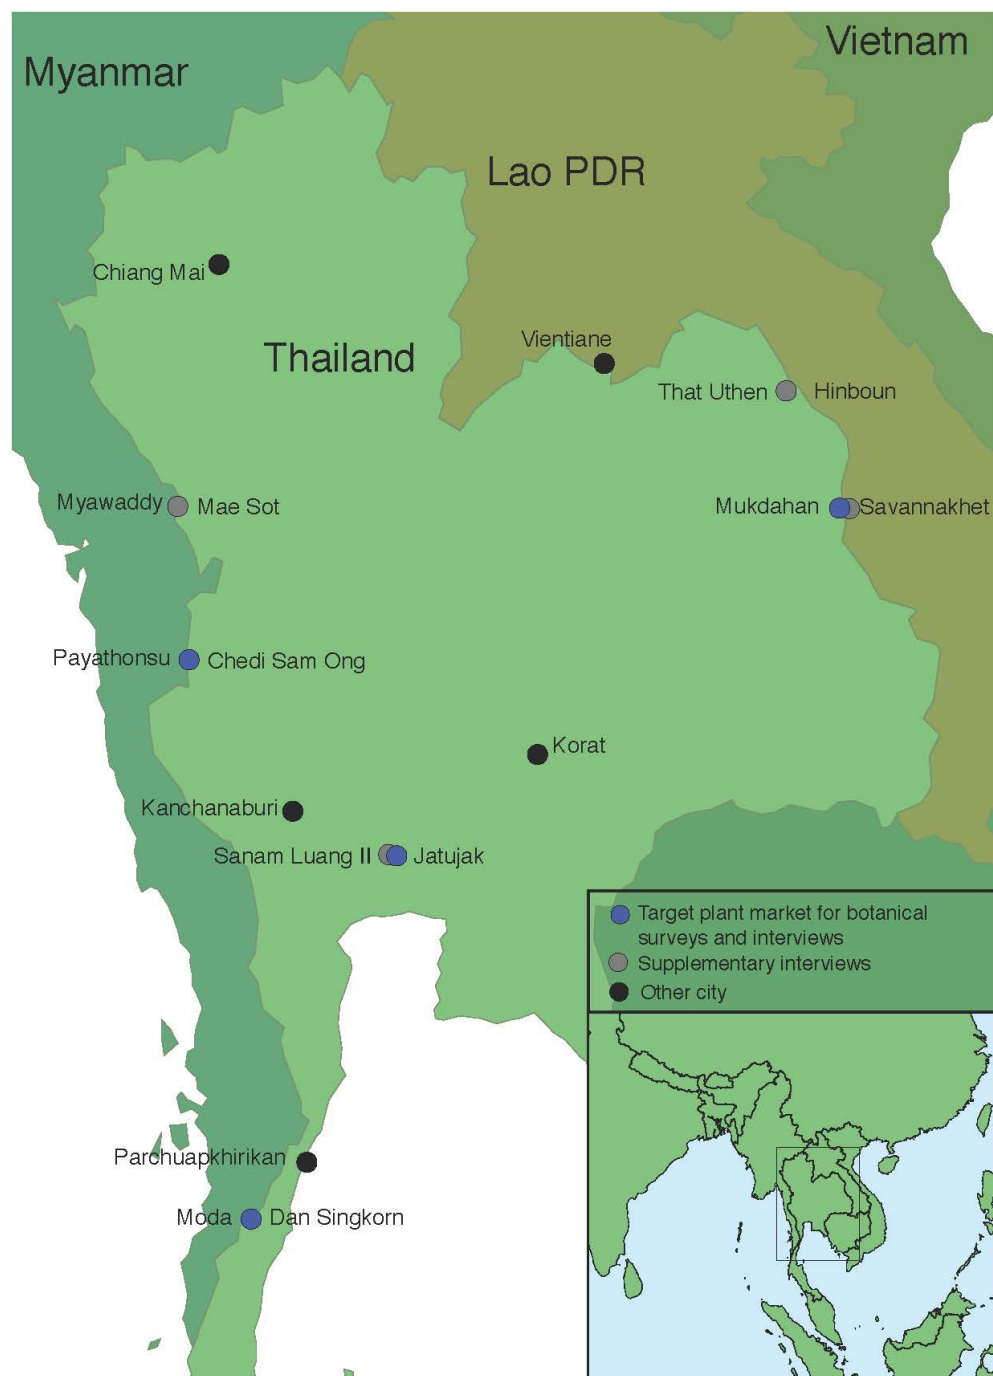 Vietnam
Myanmar
Lao PDR
Chiang Mai
Vientiane
Thailand
That Uthen
Hinboun
Myawaddy
Mae Sot
Mukdahan
Savannakhet
Payathonsu
Chedi Sam Ong
Korat
Kanchanaburi
Sanam Luang II
Jatujak
Target plant market for botanical
surveys and interviews
Supplementary interviews
Other city
Parchuapkhirikan
Moda
Dan Singkorn